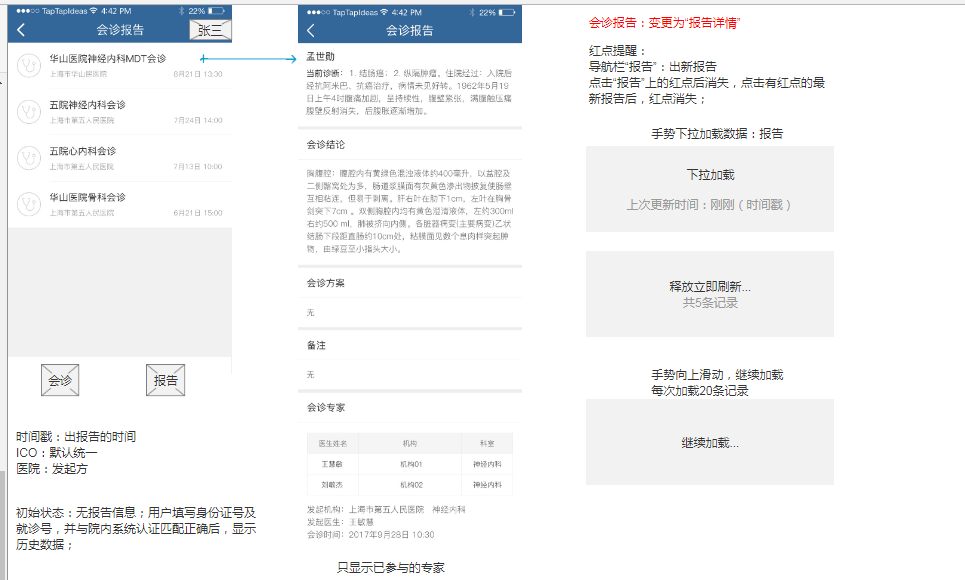 TapTapIdeas 4:42 PM 22%
会诊报告
张三
华山医院神经内科MDT会诊
上海市华山医院
8月21日 13:30
五院神经内科会诊
上海市第五人民医院
7月24日 14:00
五院心内科会诊
上海市第五人民医院
7月13日 10:00
华山医院骨科会诊
上海市第五人民医院
6月21日 15:00
会诊
报告
时间戳：出报告的时间
ICO：默认统一
医院：发起方
初始状态：无报告信息；用户填写身份证号及
就诊号，并与院内系统认证匹配正确后，显示
历史数据；
TapTapIdeas 4:42 PM 22%
会诊报告
孟世勋
当前诊断： 1. 结肠癌；2. 纵隔肿瘤，住院经过：入院后
经抗阿米巴、抗癌治疗，病情未见好转。1962年5月19
日上午4时腹痛加剧，呈持续性，腹壁紧张，满腹触压痛
腹壁反射消失，后腹胀逐渐增加。
会诊结论
胸腹腔：腹腔内有黄绿色混浊液体约400毫升，以盆腔及
二侧髂窝处为多，肠道浆膜面有灰黄色渗出物披复使肠壁
互相粘连，但易于剥离。肝右叶在肋下1cm，左叶在胸骨
剑突下7cm 。双侧胸腔内均有黄色澄清液体，左约300ml
右约500 ml，肺被挤向内侧。各脏器病变(主要病变)乙状
结肠下段距直肠约10cm处，粘膜面见数个息肉样突起肿
物，由绿豆至小指头大小。
会诊方案
无
备注
无
会诊专家
医生姓名 机构 科室
王慧敏 机构01 神经内科
刘敏杰 机构02 神经内科
发起机构：上海市第五人民医院 神经内科
发起医生：王敏慧
会诊时间：2017年9月28日 10:30
只显示已参与的专家
会诊报告：变更为“报告详情”
红点提醒：
导航栏“报告”：出新报告
点击“报告”上的红点后消失，点击有红点的最
新报告后，红点消失；
手势下拉加载数据：报告
下拉加载
上次更新时间：刚刚（时间戳）
释放立即刷新...
共5条记录
手势向上滑动，继续加载
每次加载20条记录
继续加载...